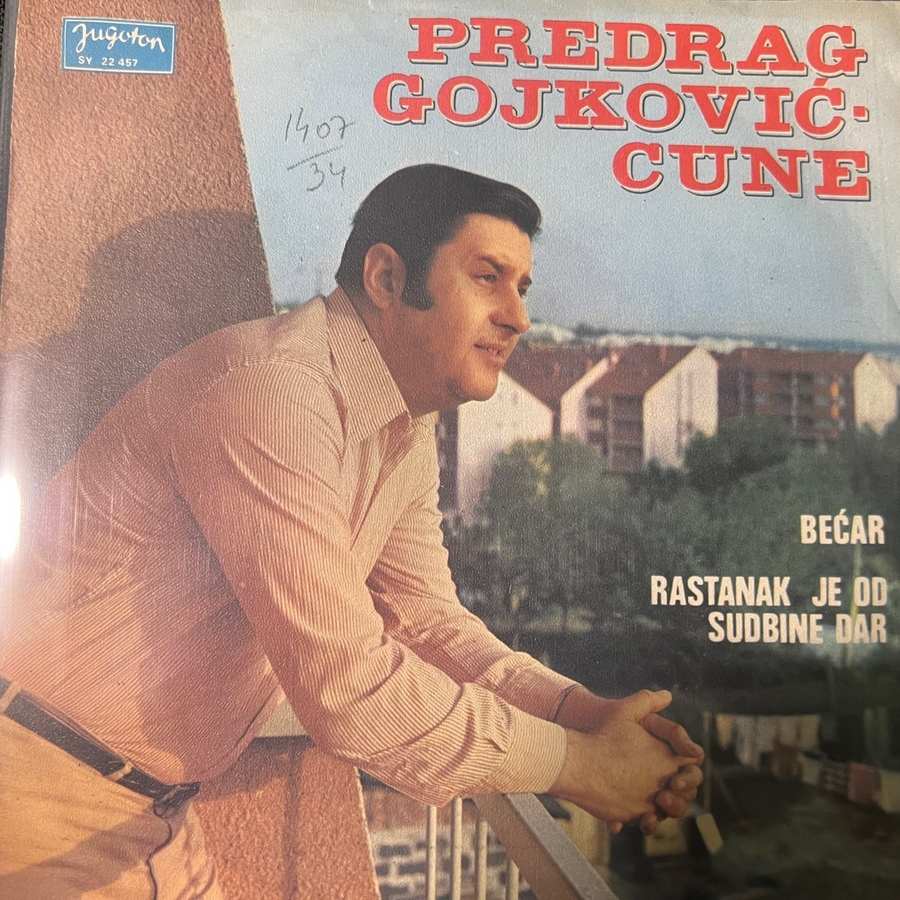 Jugoton
SY 22 457
PREDRAG
GOJKOVIĆ-
CUNE
1407
34
BEĆAR
RASTANAK JE OD
SUDBINE DAR